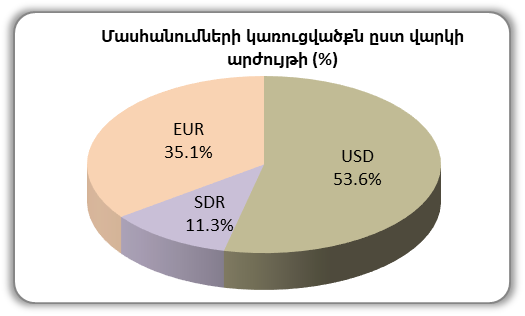 Մասհանումների կառուցվածքն ըստ վարկի
արժույթի (%)
EUR
35.1%
USD
53.6%
SDR
11.3%